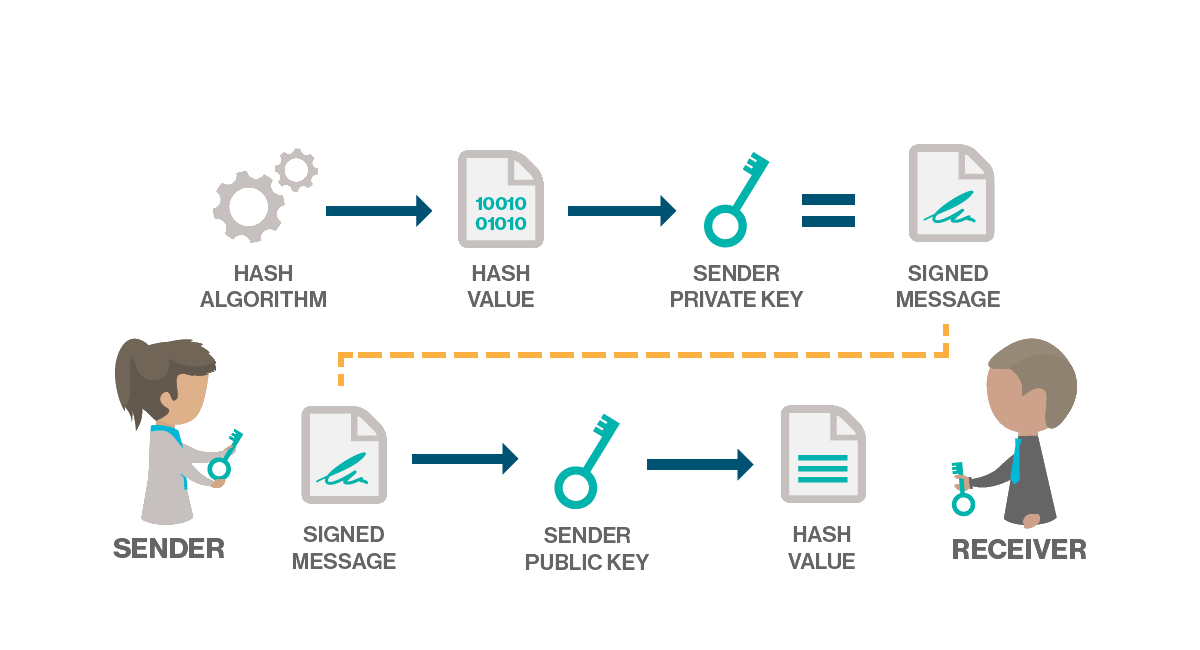 10010
01010
HASH
ALGORITHM
HASH
VALUE
SENDER
PRIVATE KEY
SIGNED
MESSAGE
SENDER
SIGNED
MESSAGE
SENDER
PUBLIC KEY
HASH
VALUE
RECEIVER